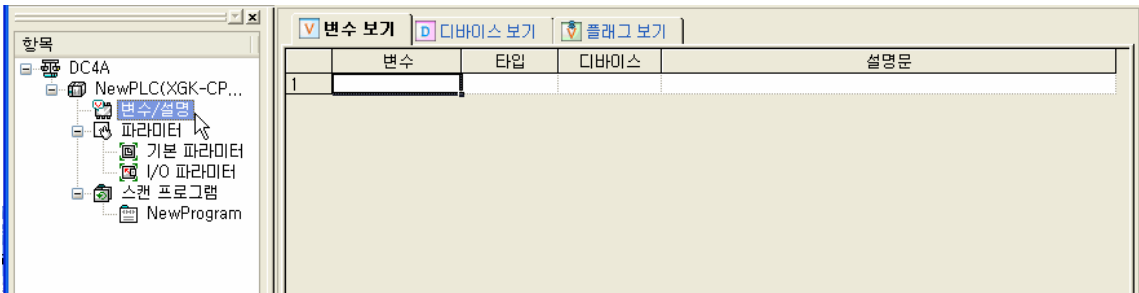 항목
DC4A
NewPLC(XGK-CP...
변수/설명
파라미터
기본 파라미터
I/O 파라미터
스캔 프로그램
NewProgram
V 변수 보기 D 디바이스 보기 플래그 보기
변수 타입 디바이스 설명문
1